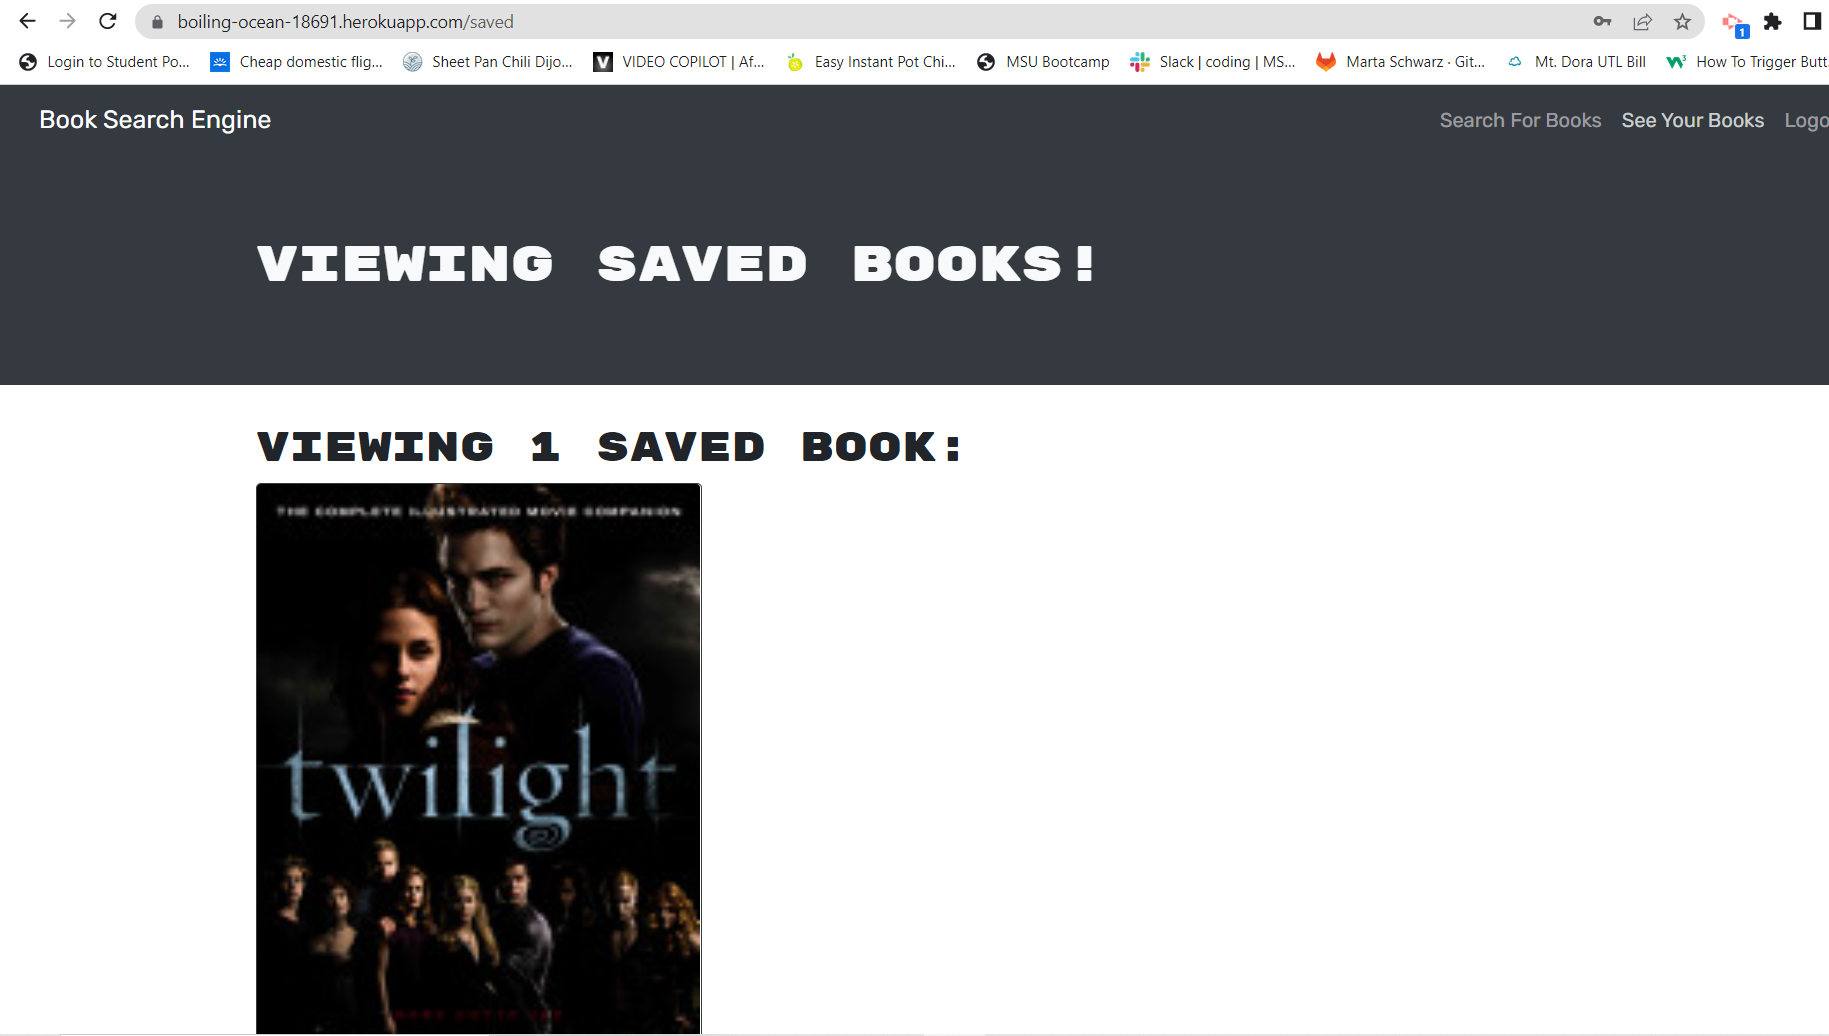 boiling-ocean-18691.herokuapp.com/saved
1
Login to Student Po... Cheap domestic flig... Sheet Pan Chili Dijo... V VIDEO COPILOT | Af... Easy Instant Pot Chi... MSU Bootcamp Slack | coding | MS... Marta Schwarz · Git... Mt. Dora UTL Bill How To Trigger Butt
Book Search Engine Search For Books See Your Books Logo
VIEWING SAVED BOOKS!
VIEWING 1 SAVED BOOK:
THE COMPLETE ILLUSTRATED MOVIE COMPANION
twilight